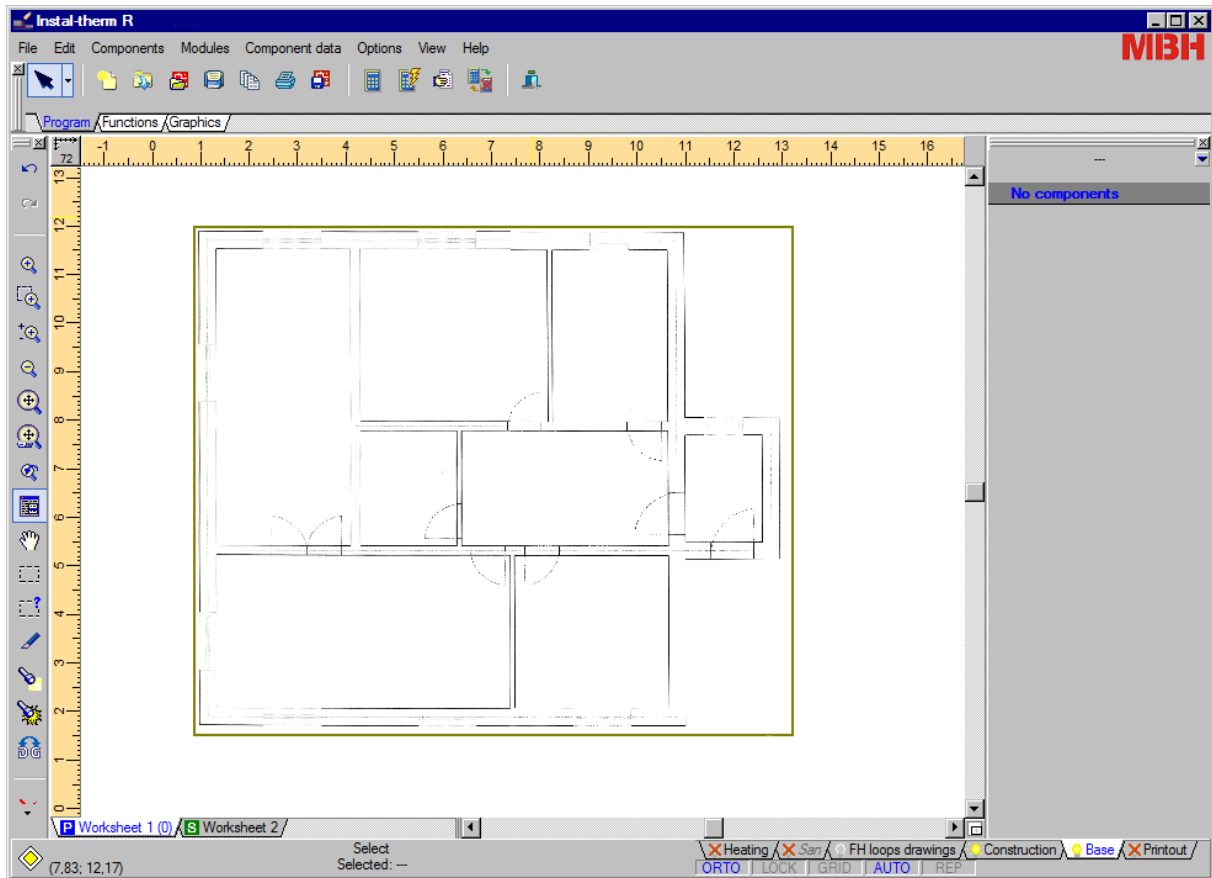 Instal-therm R
File Edit Components Modules Component data Options View Help
MBH
Program Functions Graphics
72 -1 0 1 2 3 4 5 6 7 8 9 10 11 12 13 14 15 16
---
No components
13
12
11
10
9
8
7
6
5
4
3
2
1
0
P Worksheet 1 (0) S Worksheet 2
(7,83; 12,17)
Select
Selected: ---
Heating San FH loops drawings Construction Base Printout
ORTO LOCK GRID AUTO REP